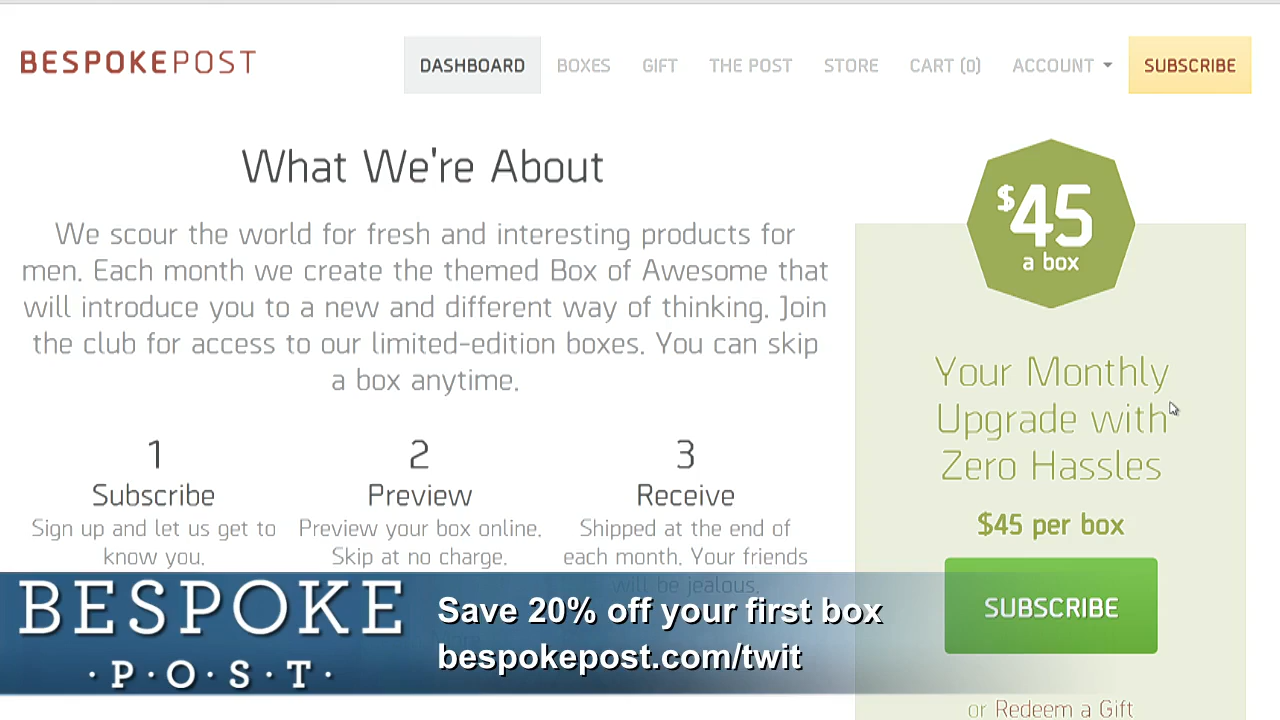 BESPOKEPOST
DASHBOARD BOXES GIFT THE POST STORE CART (0) ACCOUNT SUBSCRIBE
What We're About
We scour the world for fresh and interesting products for
men. Each month we create the themed Box of Awesome that
will introduce you to a new and different way of thinking. Join
the club for access to our limited-edition boxes. You can skip
a box anytime.
1
Subscribe
Sign up and let us get to
know you.
2
Preview
Preview your box online.
Skip at no charge.
3
Receive
Shipped at the end of
each month. Your friends
will be jealous.
$45
a box
Your Monthly
Upgrade with
Zero Hassles
$45 per box
SUBSCRIBE
or Redeem a Gift
BESPOKE
·P·O·S·T·
Save 20% off your first box
bespokepost.com/twit